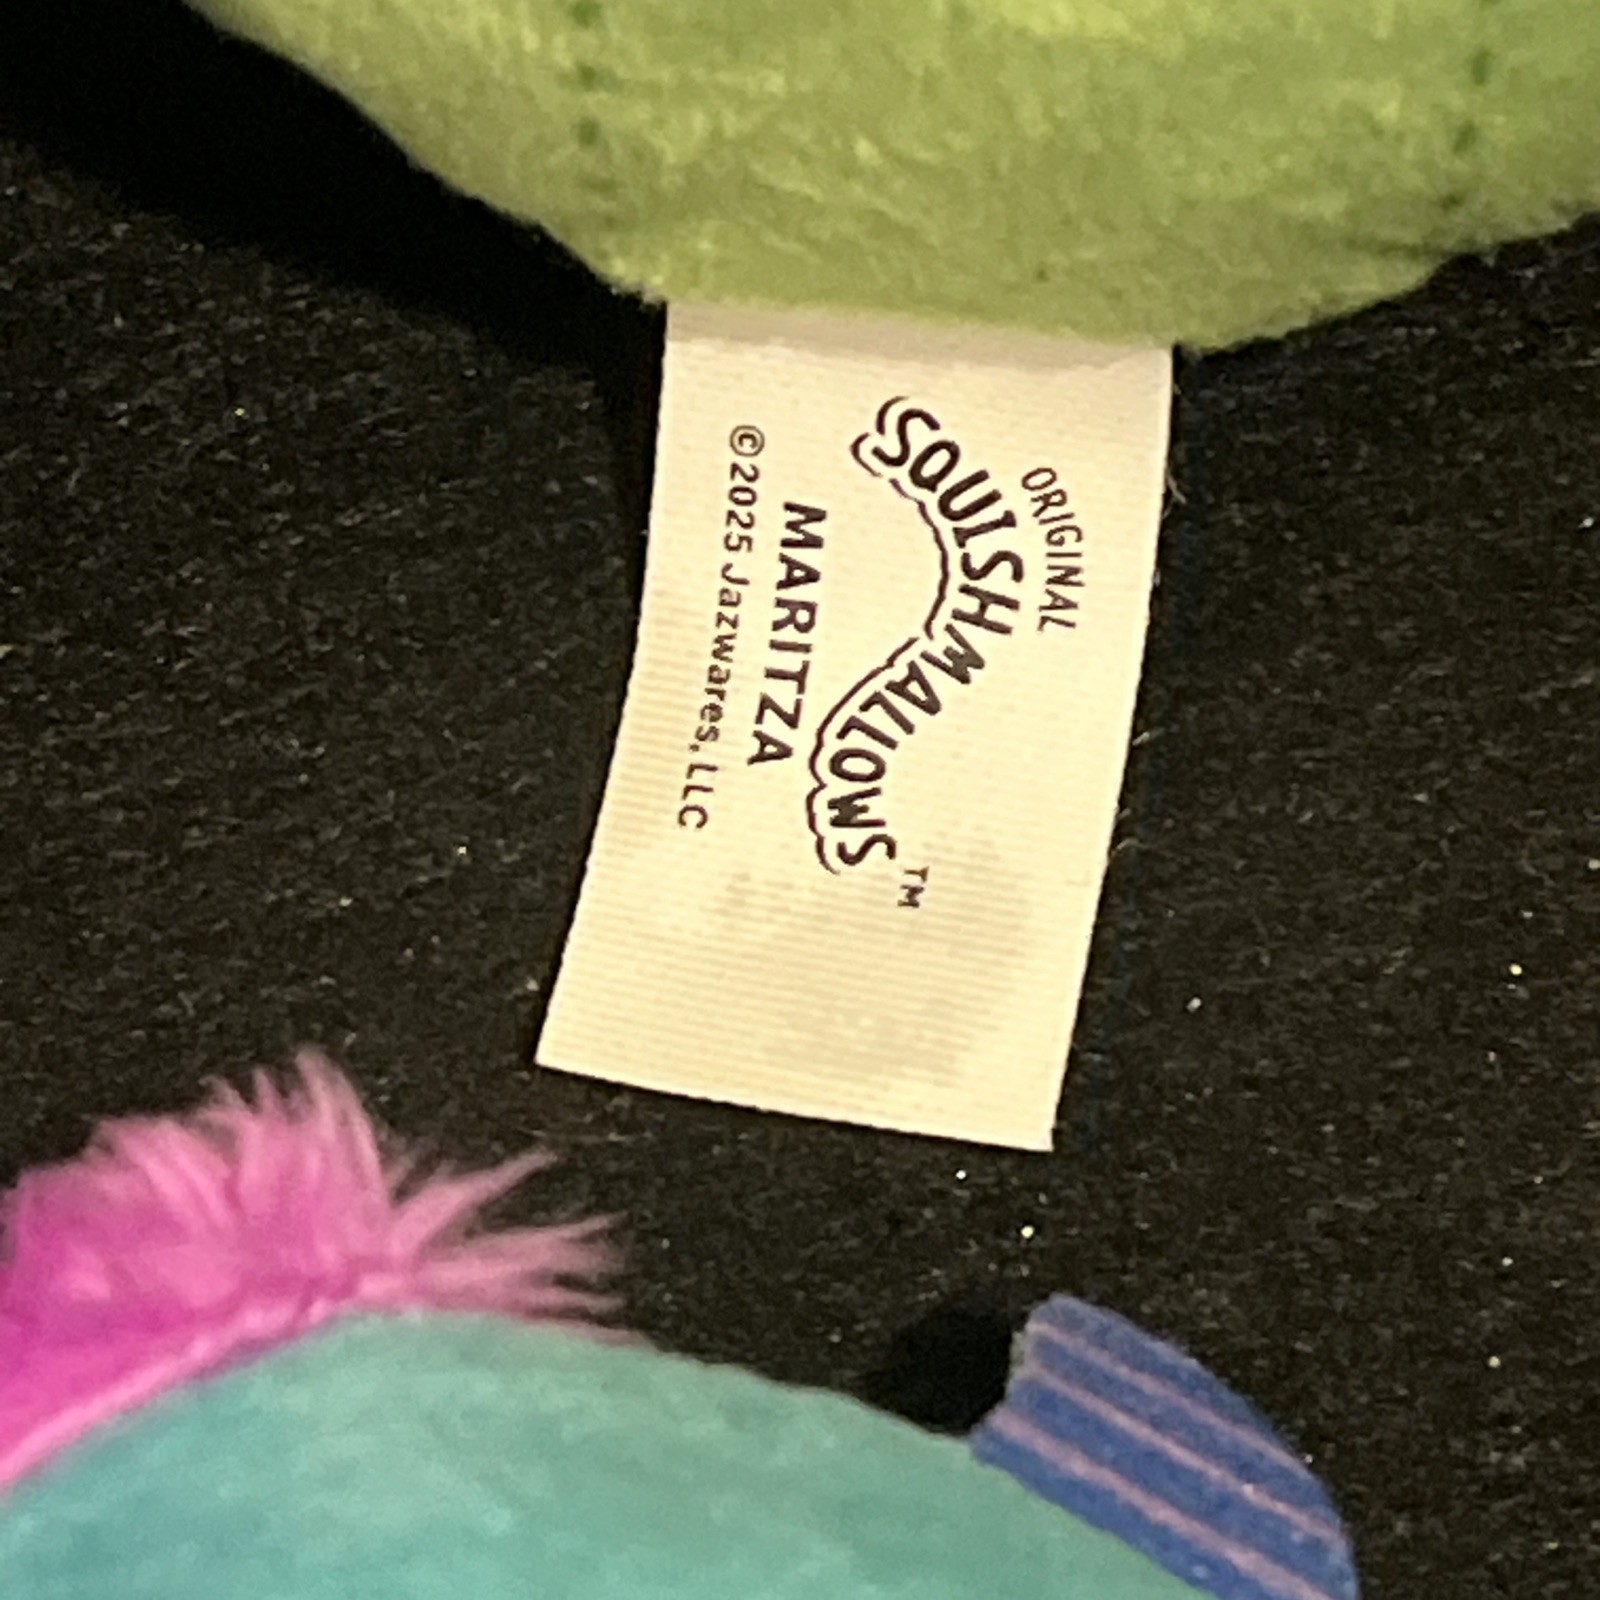 ORIGINAL
SQUISHMALLOWS™
MARITZA
©2025 Jazwares, LLC